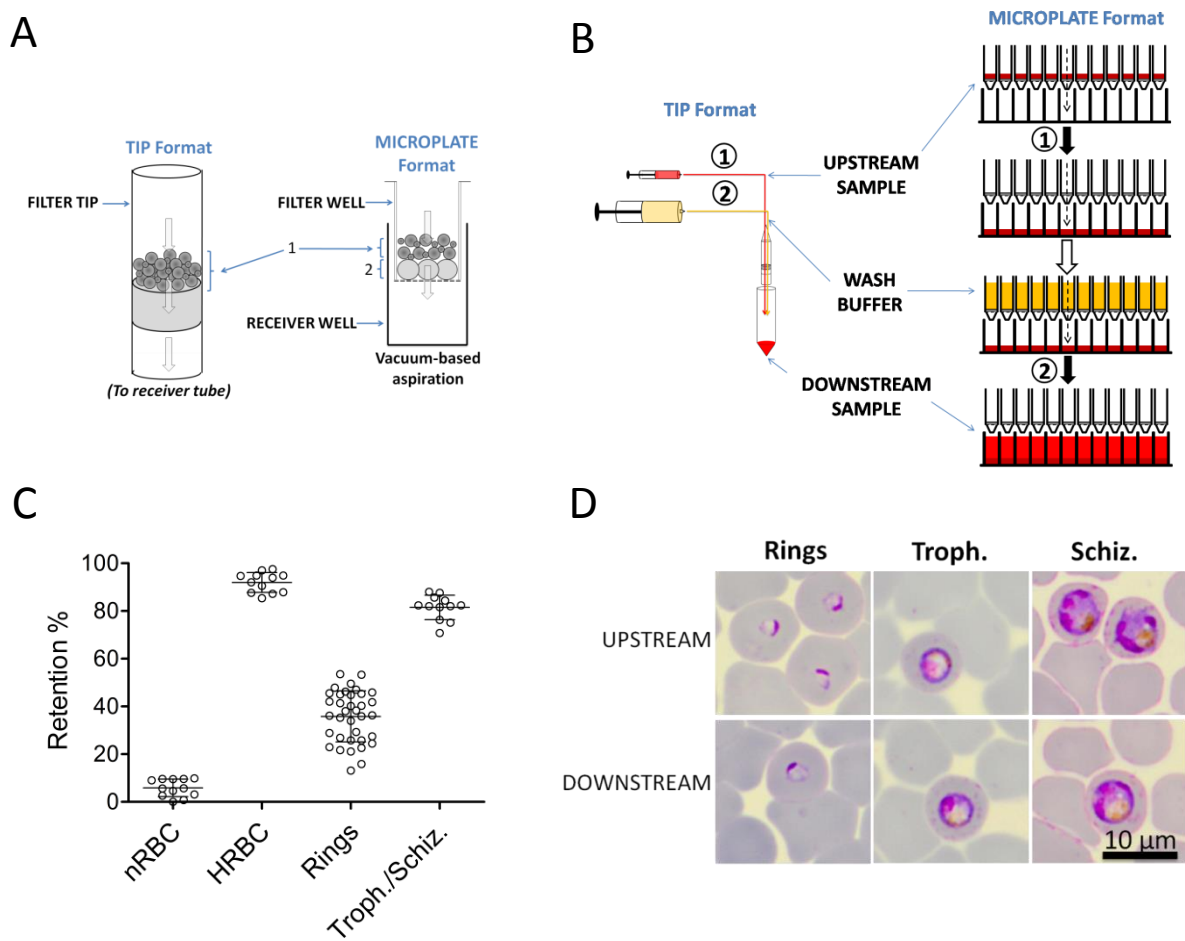 A
TIP Format
FILTER TIP
(To receiver tube)
MICROPLATE
Format
FILTER WELL
1
2
RECEIVER WELL
Vacuum-based
aspiration
B
MICROPLATE Format
TIP Format
①
②
UPSTREAM
SAMPLE
WASH
BUFFER
DOWNSTREAM
SAMPLE
①
②
C
Retention %
100
80
60
40
20
0
nRBC
HRBC
Rings
Troph./Schiz.
D
Rings
Troph.
Schiz.
UPSTREAM
DOWNSTREAM
10 µm